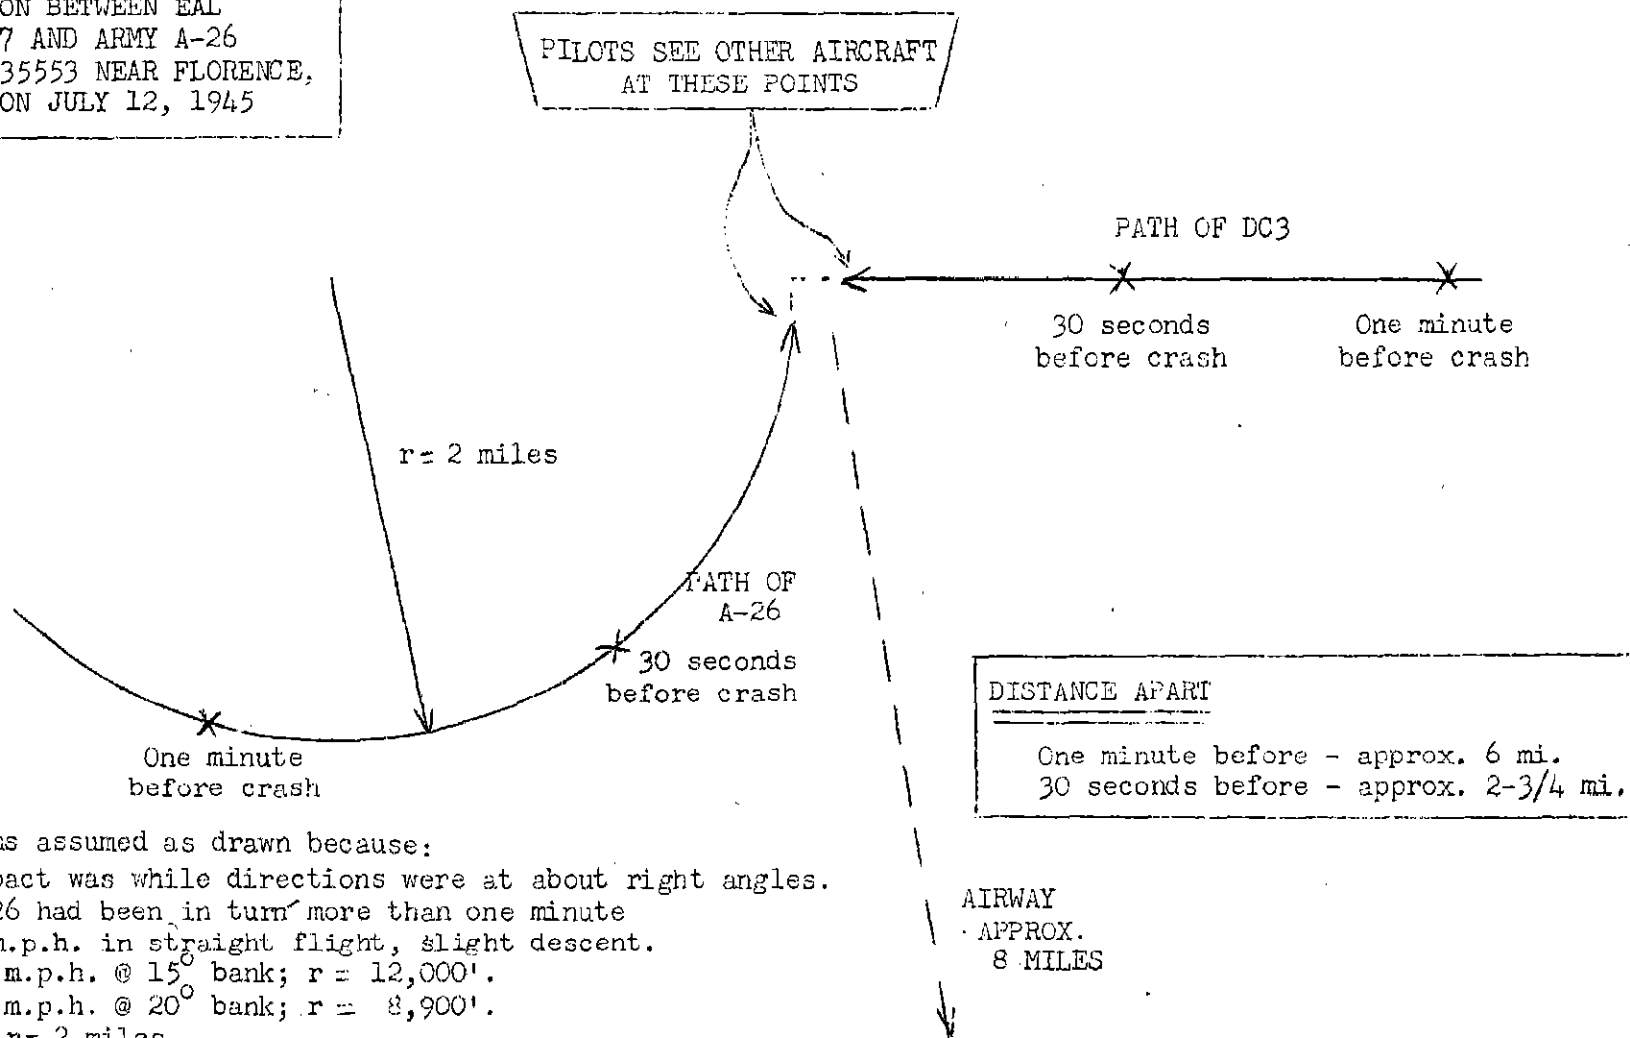 ON BETWEEN EAL
7 AND ARMY A-26
35553 NEAR FLORENCE,
ON JULY 12, 1945
PILOTS SEE OTHER AIRCRAFT
AT THESE POINTS
PATH OF DC3
30 seconds
before crash
One minute
before crash
r= 2 miles
PATH OF
A-26
30 seconds
before crash
One minute
before crash
DISTANCE APART
One minute before - approx. 6 mi.
30 seconds before - approx. 2-3/4 mi.
AIRWAY
APPROX.
8 MILES
as assumed as drawn because:
pact was while directions were at about right angles.
26 had been in turn more than one minute
m.p.h. in straight flight, slight descent.
m.p.h. @ 15° bank; r = 12,000'.
m.p.h. @ 20° bank; r = 8,900'.
r= 2 miles